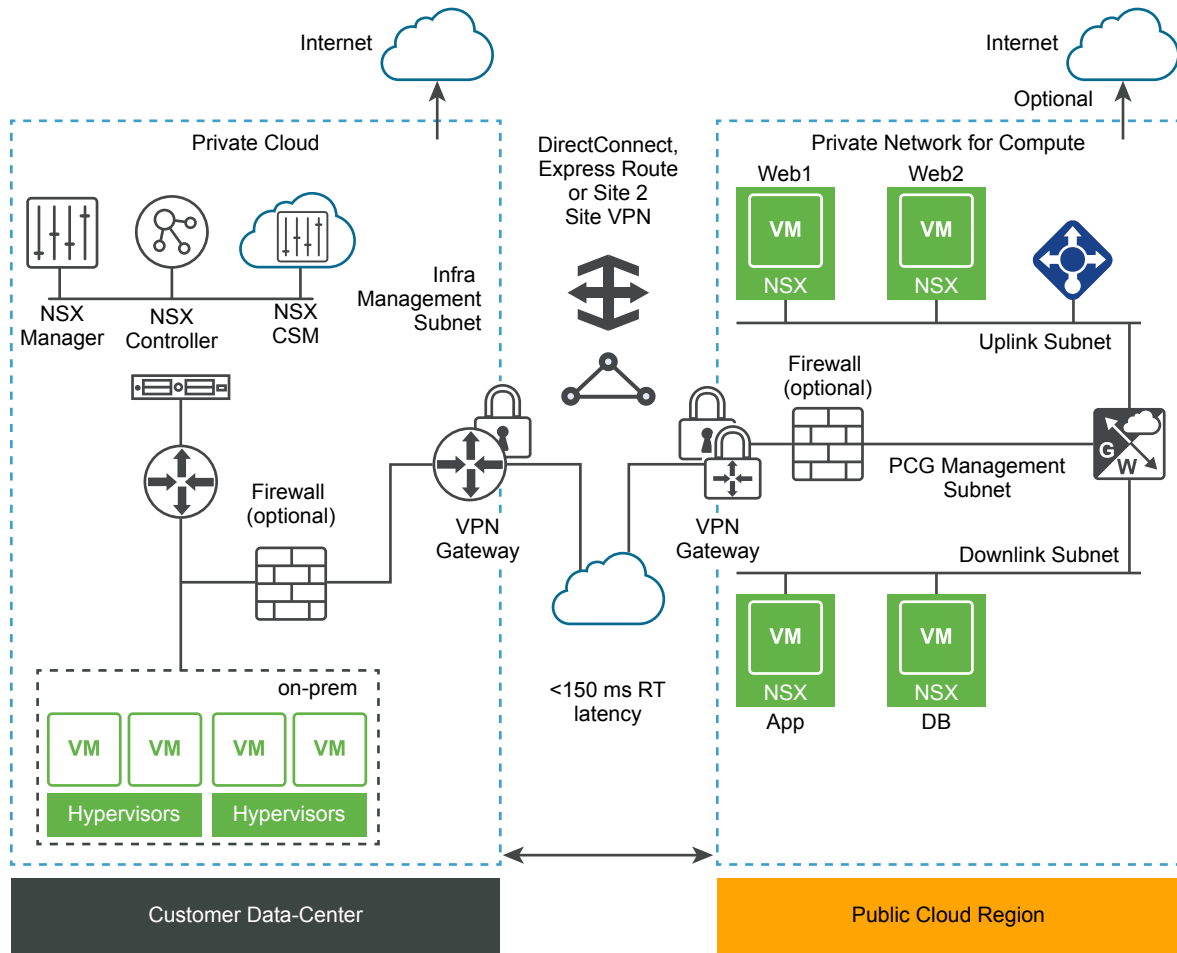 Internet
Internet
Optional
Private Cloud
DirectConnect,
Express Route
or Site 2
Site VPN
Private Network for Compute
Web1
Web2
VM
VM
NSX
NSX
Infra
Management
Subnet
NSX
Manager
NSX
Controller
NSX
CSM
Uplink Subnet
Firewall
(optional)
G
W
PCG Management
Subnet
Firewall
(optional)
VPN
Gateway
VPN
Gateway
Downlink Subnet
VM
VM
NSX
NSX
App
DB
<150 ms RT
latency
on-prem
VM
VM
VM
VM
Hypervisors
Hypervisors
Customer Data-Center
Public Cloud Region